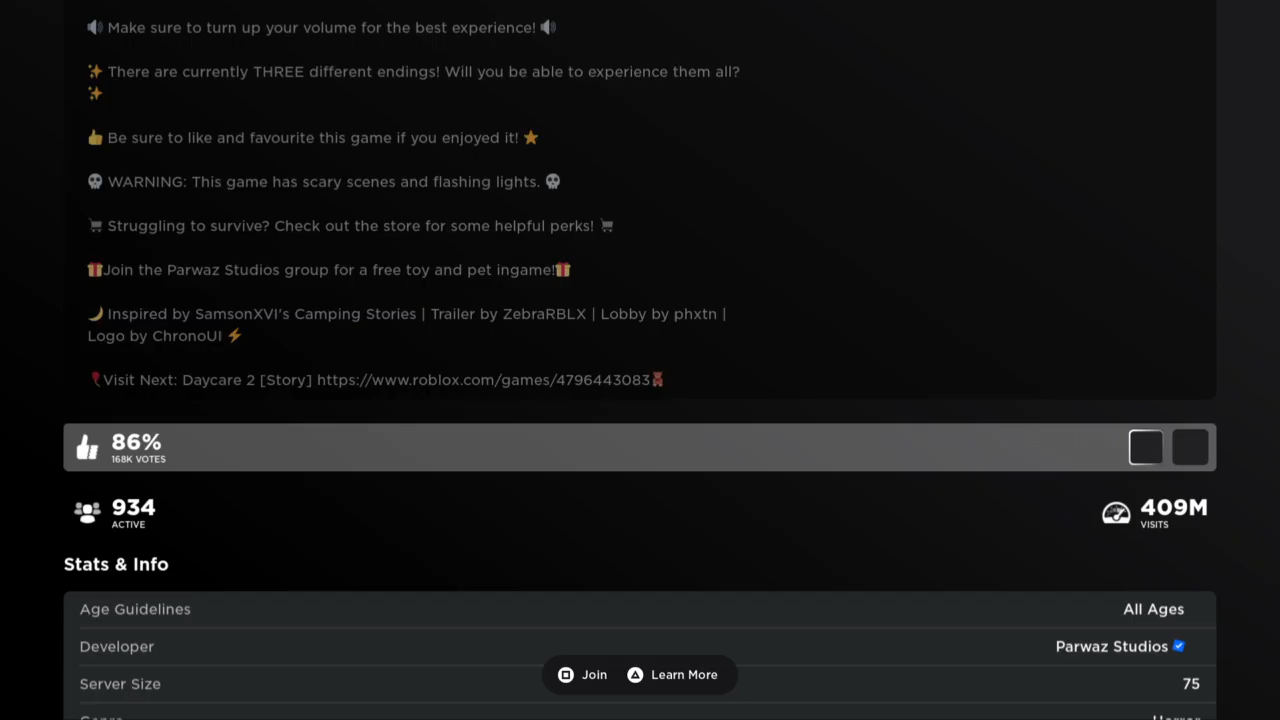 🔊 Make sure to turn up your volume for the best experience! 🔊
✨ There are currently THREE different endings! Will you be able to experience them all?
✨
👍 Be sure to like and favourite this game if you enjoyed it! ⭐
💀 WARNING: This game has scary scenes and flashing lights. 💀
🛒 Struggling to survive? Check out the store for some helpful perks! 🛒
🎁Join the Parwaz Studios group for a free toy and pet ingame!🎁
🌙 Inspired by SamsonXVI's Camping Stories | Trailer by ZebraRBLX | Lobby by phxtn |
Logo by ChronoUI ⚡
🎈Visit Next: Daycare 2 [Story] https://www.roblox.com/games/4796443083🧸
86%
168K VOTES
934
ACTIVE
409M
VISITS
Stats & Info
Age Guidelines All Ages
Developer Parwaz Studios
Server Size 75
Join Learn More